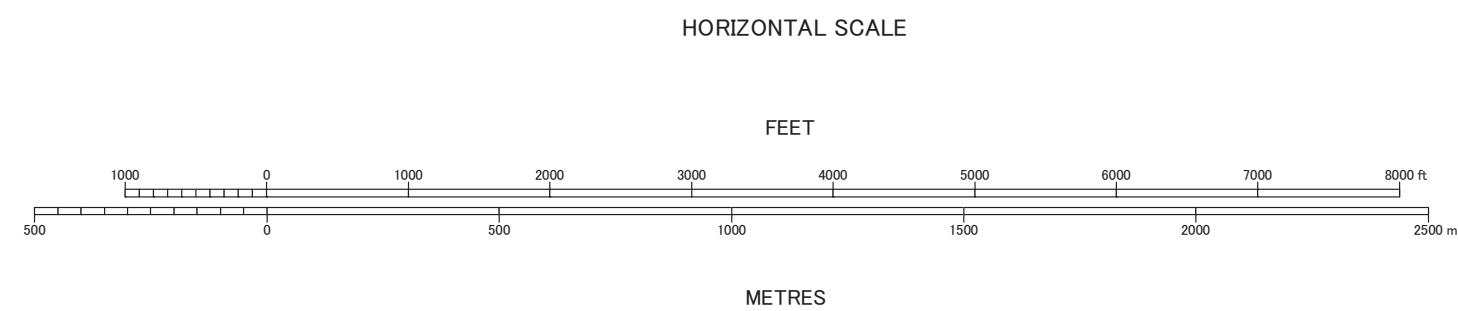 HORIZONTAL SCALE
FEET
1000 0 1000 2000 3000 4000 5000 6000 7000 8000 ft
500 0 500 1000 1500 2000 2500 m
METRES